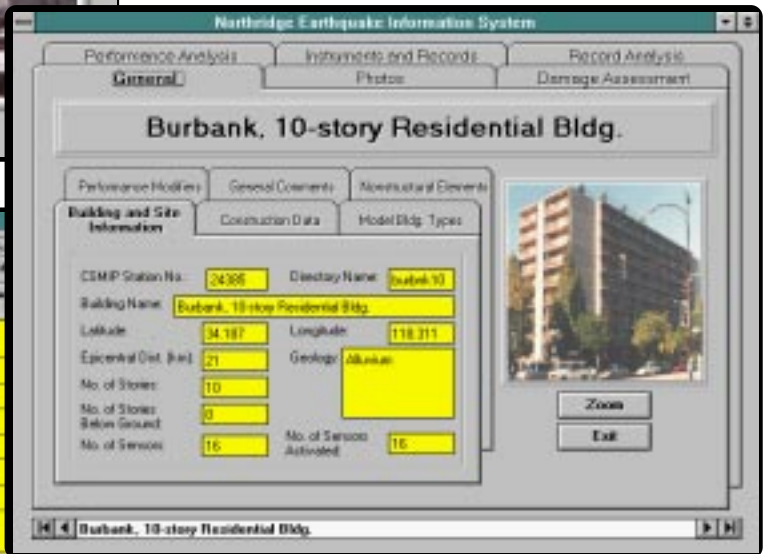 Northridge Earthquake Information System
Performance Analysis Instruments and Records Record Analysis
General Photos Damage Assessment
Burbank, 10-story Residential Bldg.
Performance Modifiers General Comments Nonstructural Elements
Building and Site Information Construction Data Model Bldg. Types
CSMIP Station No.: 24385 Directory Name: burbnk10
Building Name: Burbank, 10-story Residential Bldg.
Latitude: 34.187 Longitude: 118.311
Epicentral Dist. (km): 21 Geology: Alluvium
No. of Stories: 10
No. of Stories Below Ground: 0
No. of Sensors: 16 No. of Sensors Activated: 16
Zoom
Exit
Burbank, 10-story Residential Bldg.